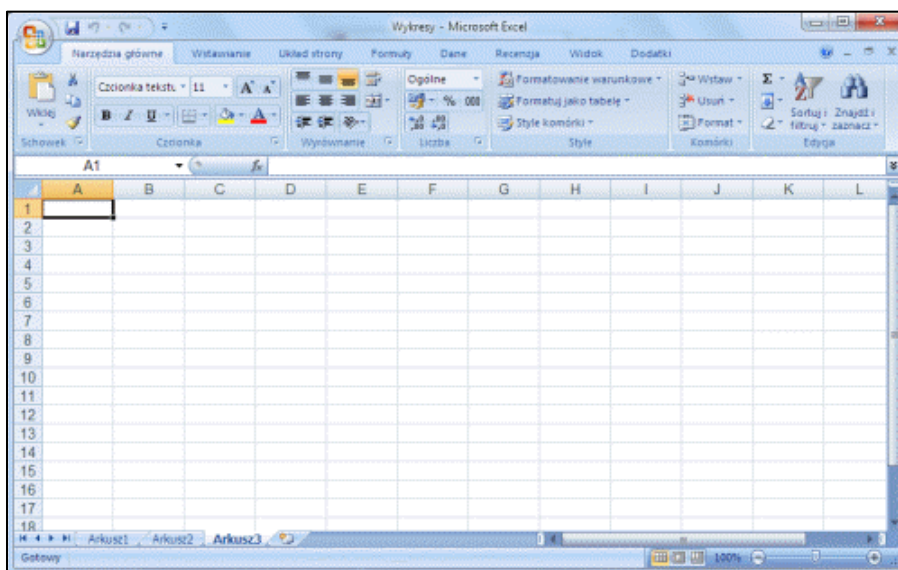 Wykresy - Microsoft Excel
Narzędzia główne Wstawianie Układ strony Formuły Dane Recenzja Widok Dodatki
Wklej
Czcionka tekstu 11 A A
B I U A
Ogólne
% 000
Formatowanie warunkowe
Formatuj jako tabelę
Style komórki
Wstaw
Usuń
Format
Σ
Sortuj i filtruj
Znajdź i zaznacz
Schowek Czcionka Wyrównanie Liczba Style Komórki Edycja
A1 fx
A B C D E F G H I J K L
1
2
3
4
5
6
7
8
9
10
11
12
13
14
15
16
17
18
Arkusz1 Arkusz2 Arkusz3
Gotowy 100%